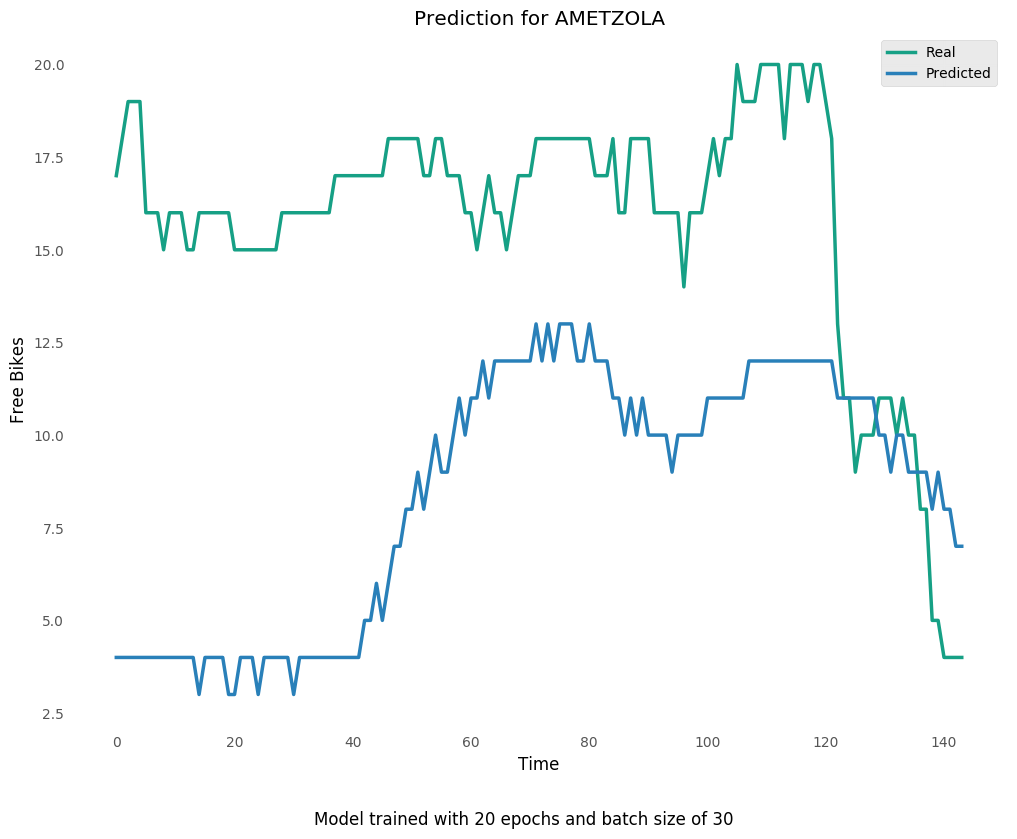 Prediction for AMETZOLA
Real
Predicted
20.0
17.5
15.0
12.5
10.0
7.5
5.0
2.5
Free Bikes
0 20 40 60 80 100 120 140
Time
Model trained with 20 epochs and batch size of 30